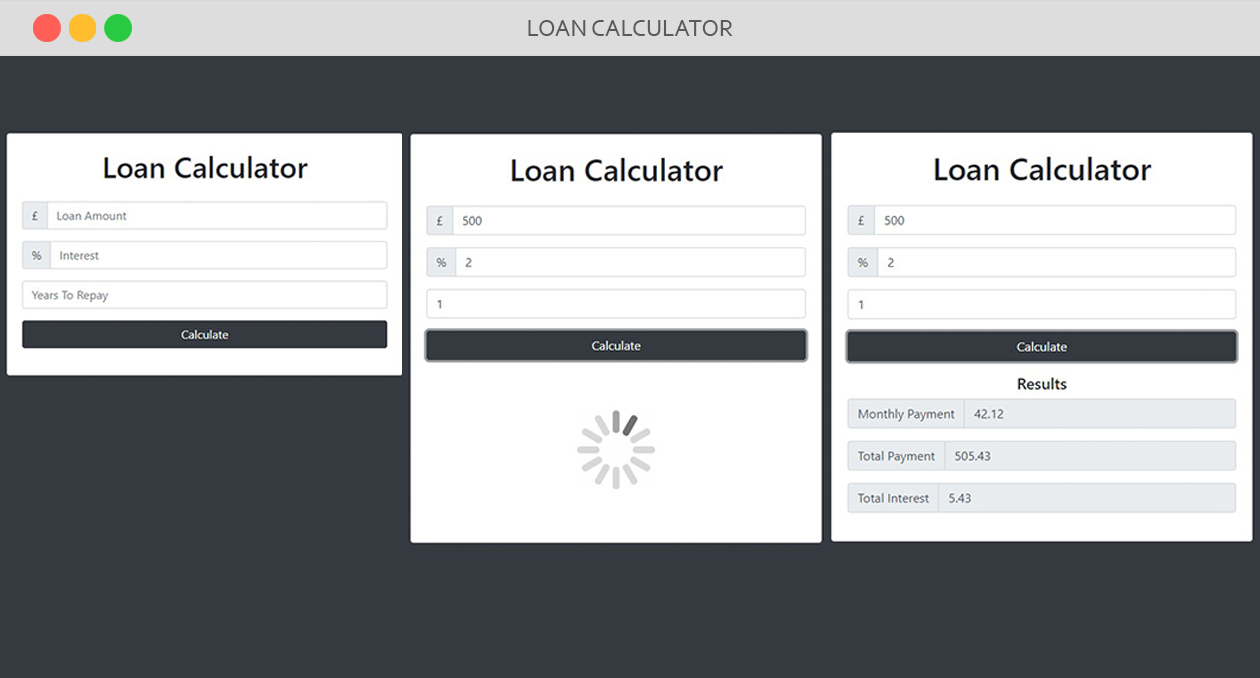 LOAN CALCULATOR
Loan Calculator
£ Loan Amount
% Interest
Years To Repay
Calculate
Loan Calculator
£ 500
% 2
1
Calculate
Loan Calculator
£ 500
% 2
1
Calculate
Results
Monthly Payment 42.12
Total Payment 505.43
Total Interest 5.43